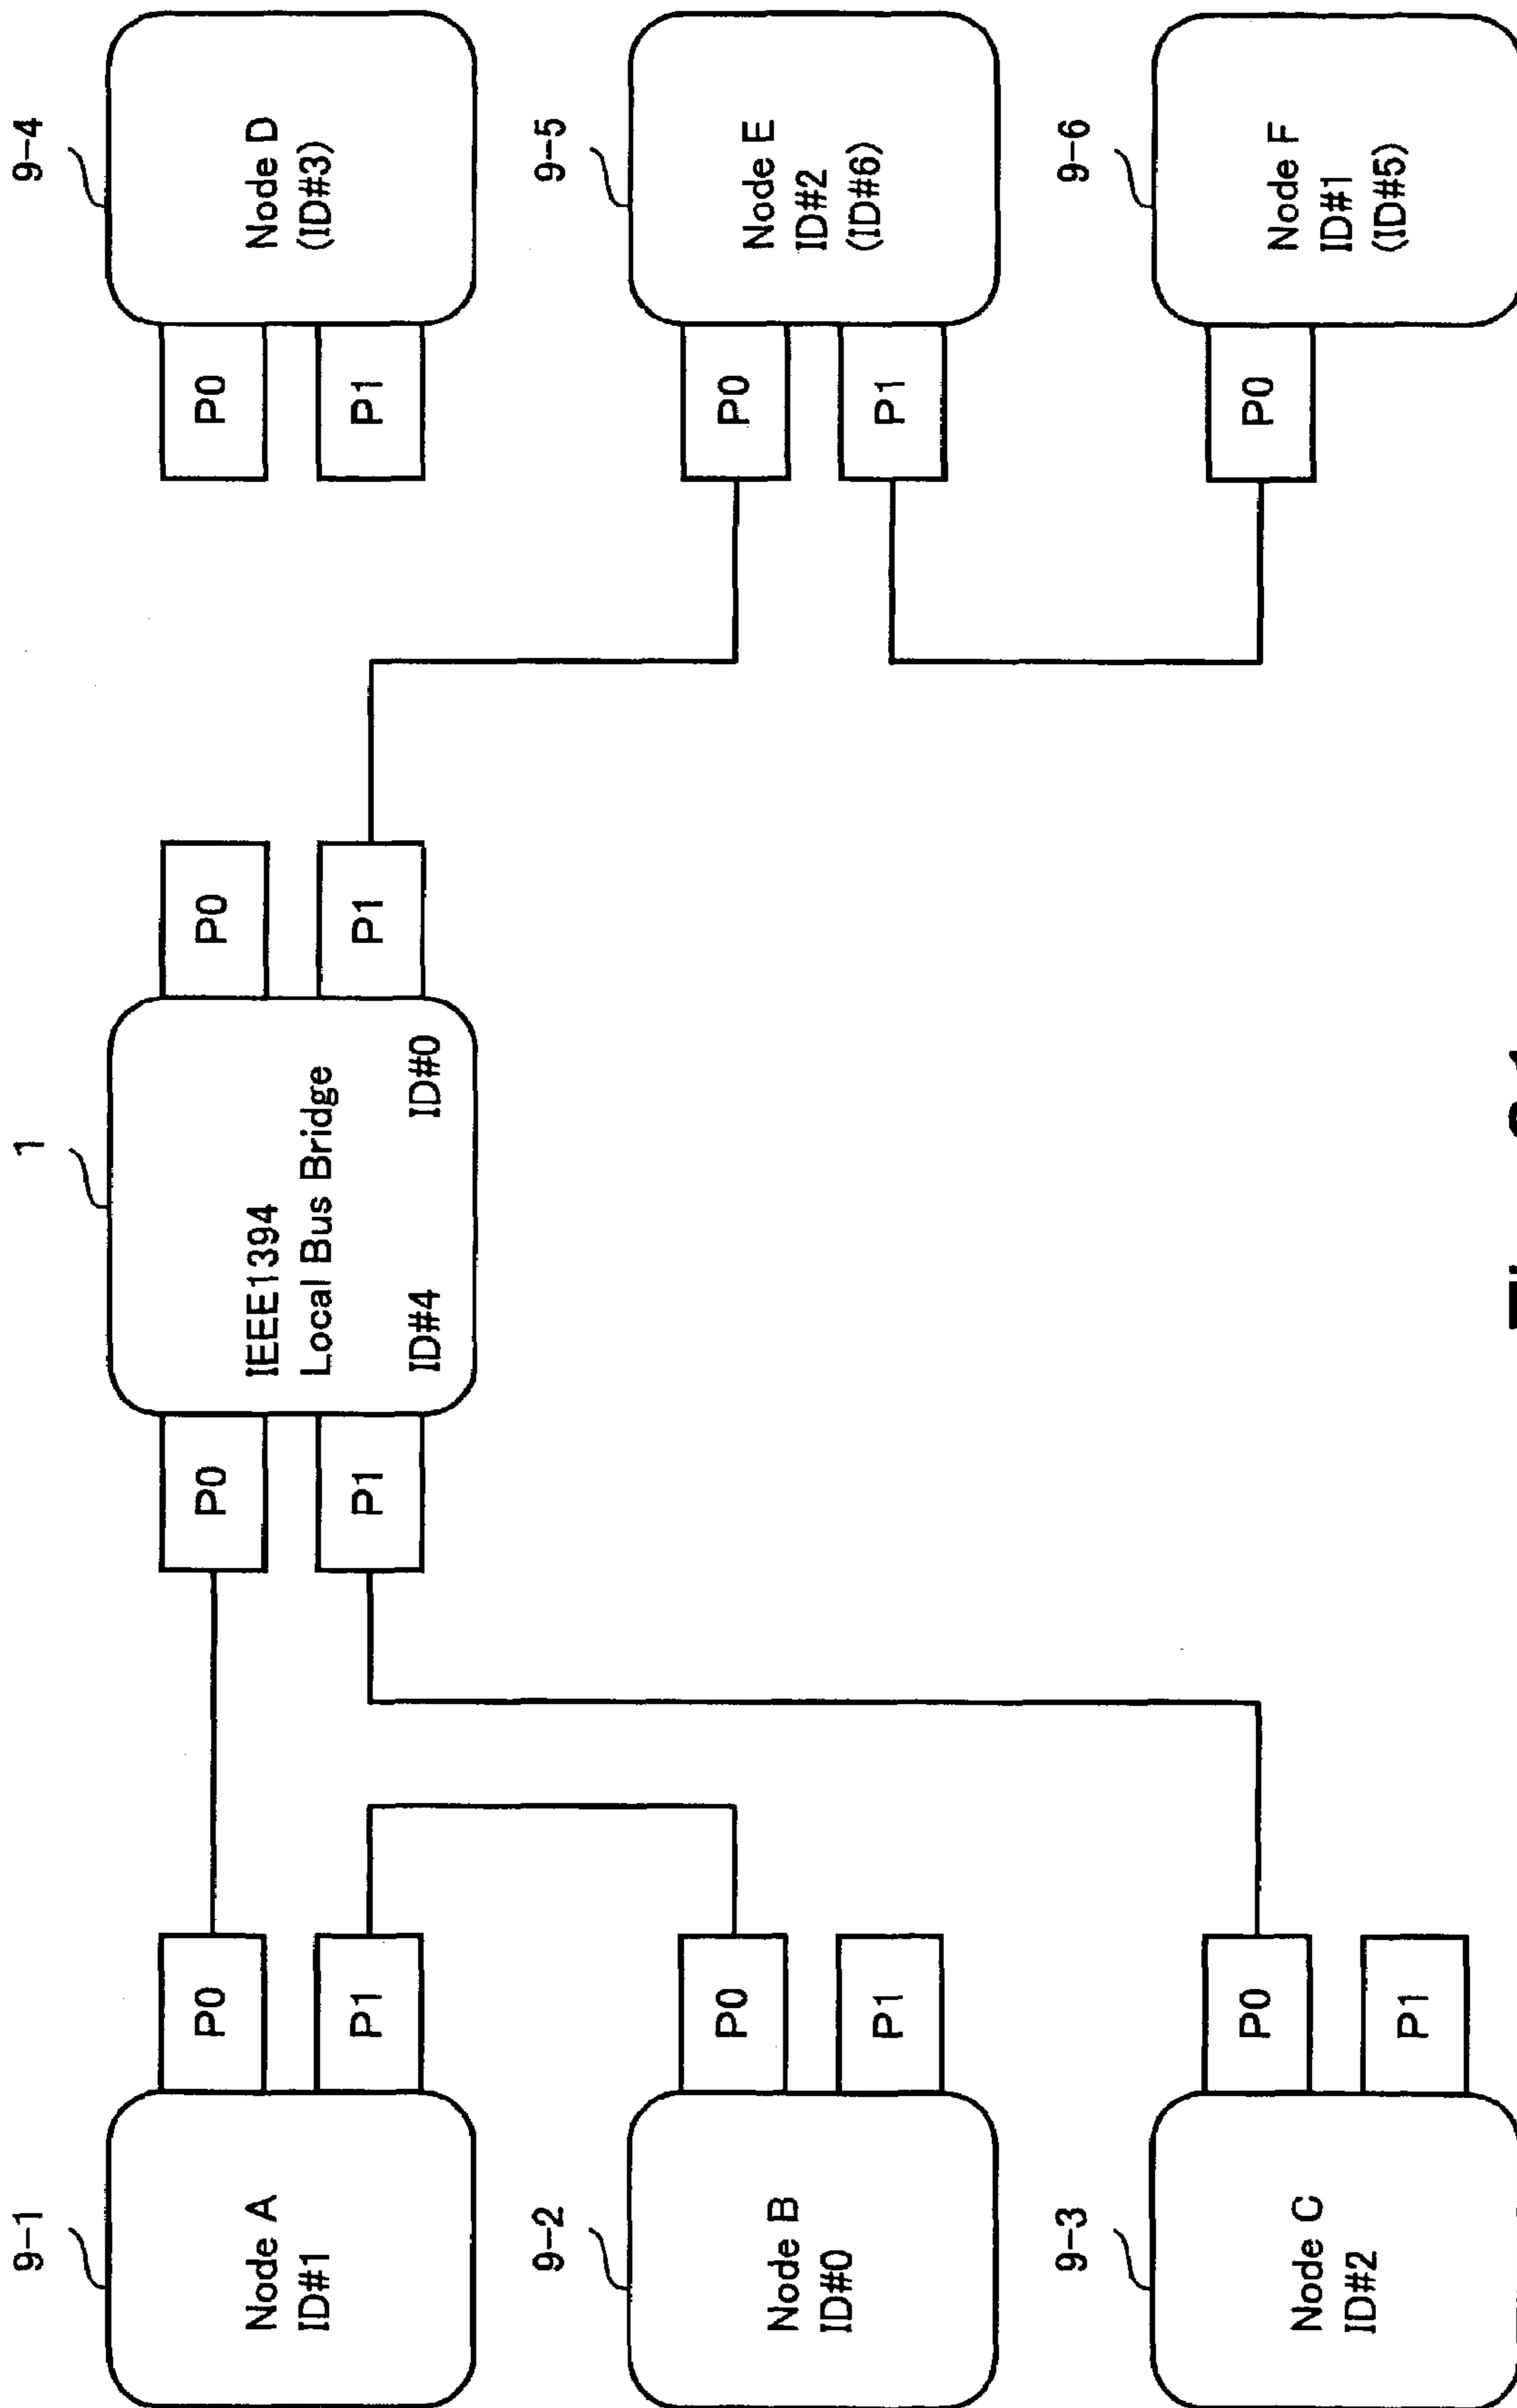 9-1
Node A
ID#1
P0
P1
9-2
Node B
ID#0
P0
P1
9-3
Node C
ID#2
P0
P1
1
IEEE1394
Local Bus Bridge
ID#4
ID#0
P0
P1
P0
P1
9-4
Node D
(ID#3)
P0
P1
9-5
Node E
ID#2
(ID#6)
P0
P1
9-6
Node F
ID#1
(ID#5)
P0